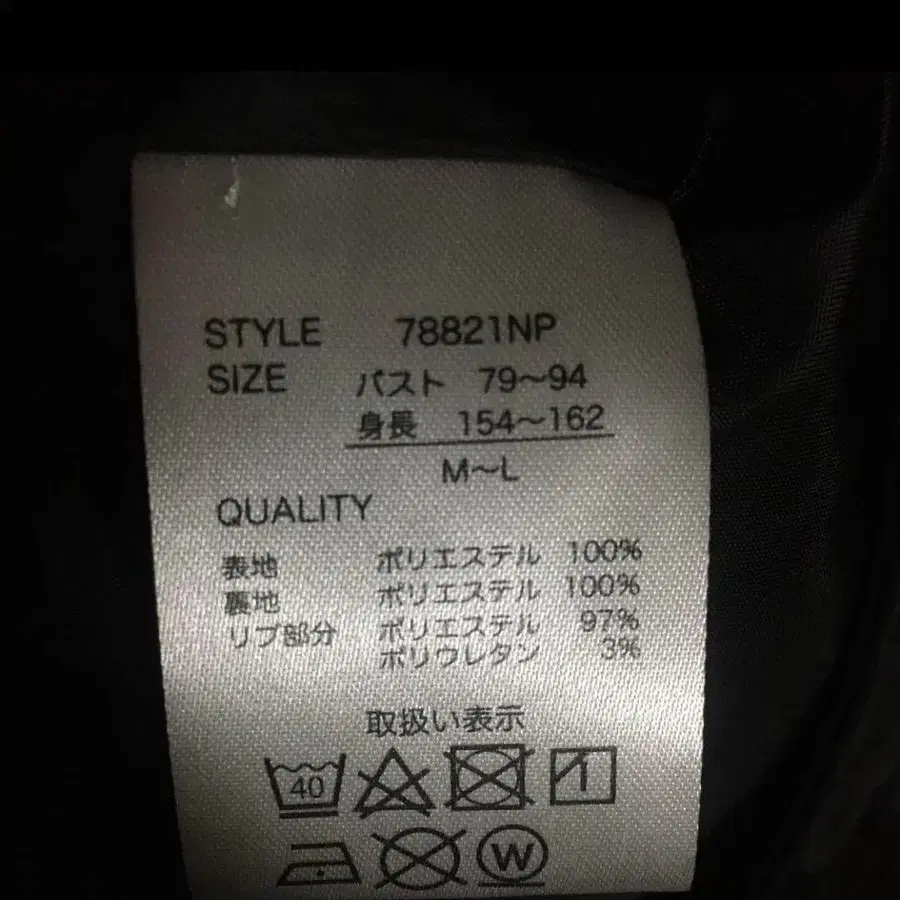 STYLE 78821NP
SIZE バスト 79〜94
身長 154〜162
M〜L
QUALITY
表地 ポリエステル 100%
裏地 ポリエステル 100%
リブ部分 ポリエステル 97%
ポリウレタン 3%
取扱い表示
40
W